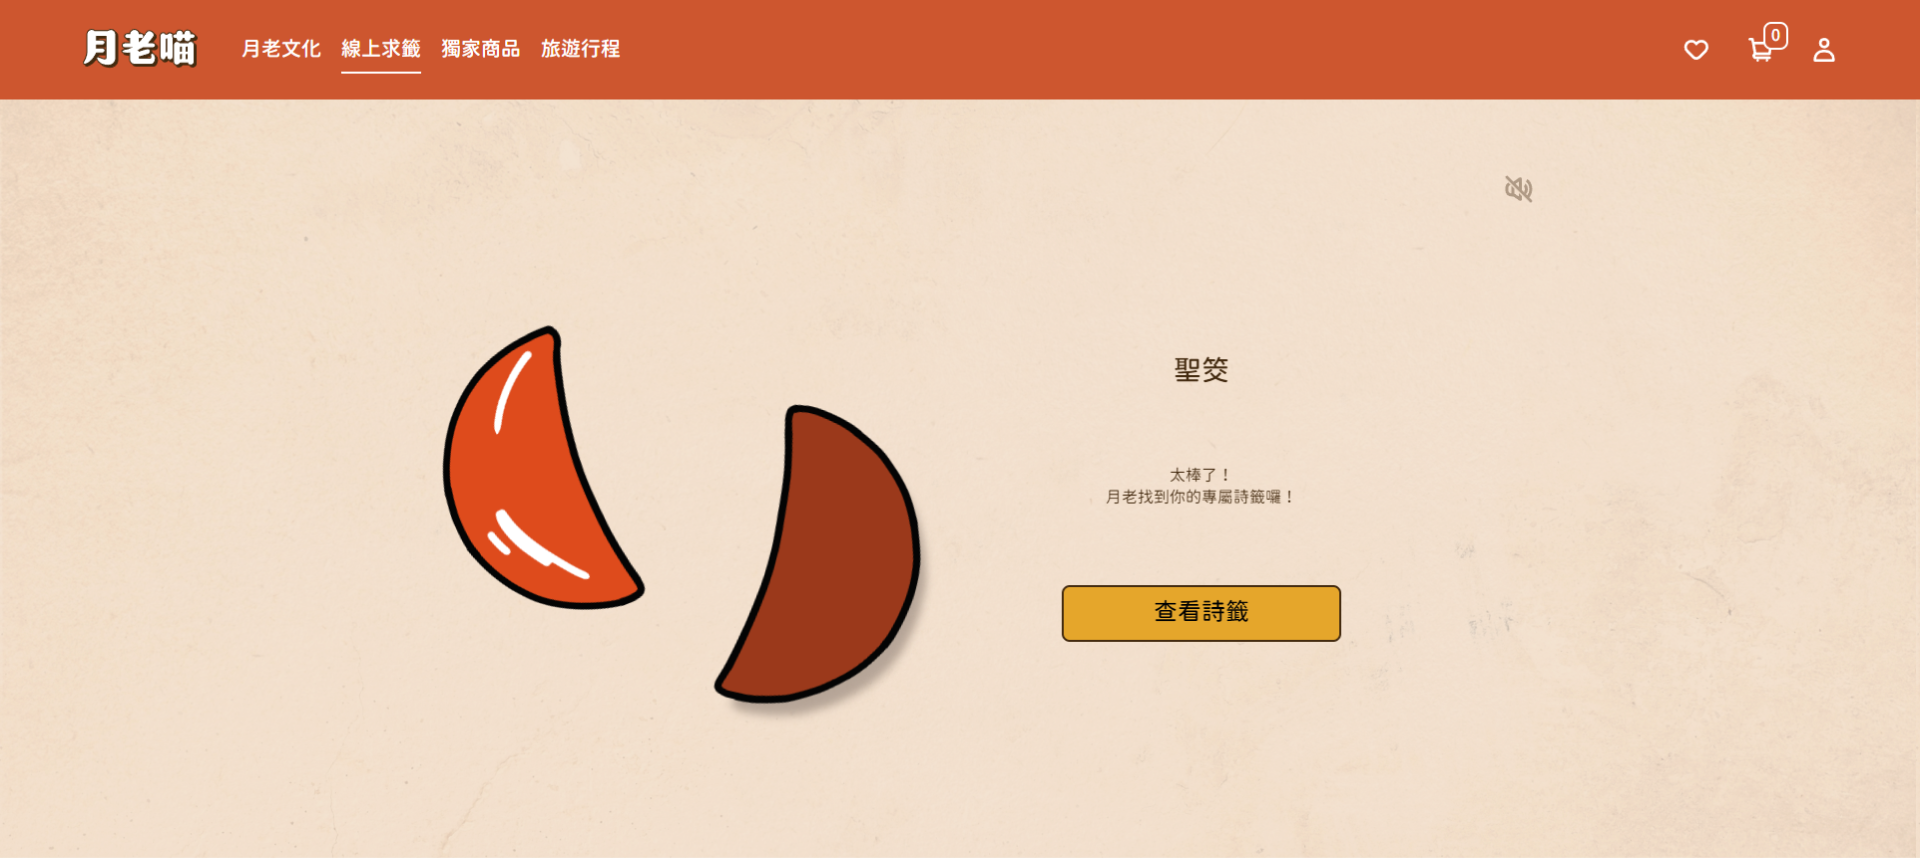 月老喵
月老文化 線上求籤 獨家商品 旅遊行程
0
聖筊
太棒了！
月老找到你的專屬詩籤囉！
查看詩籤